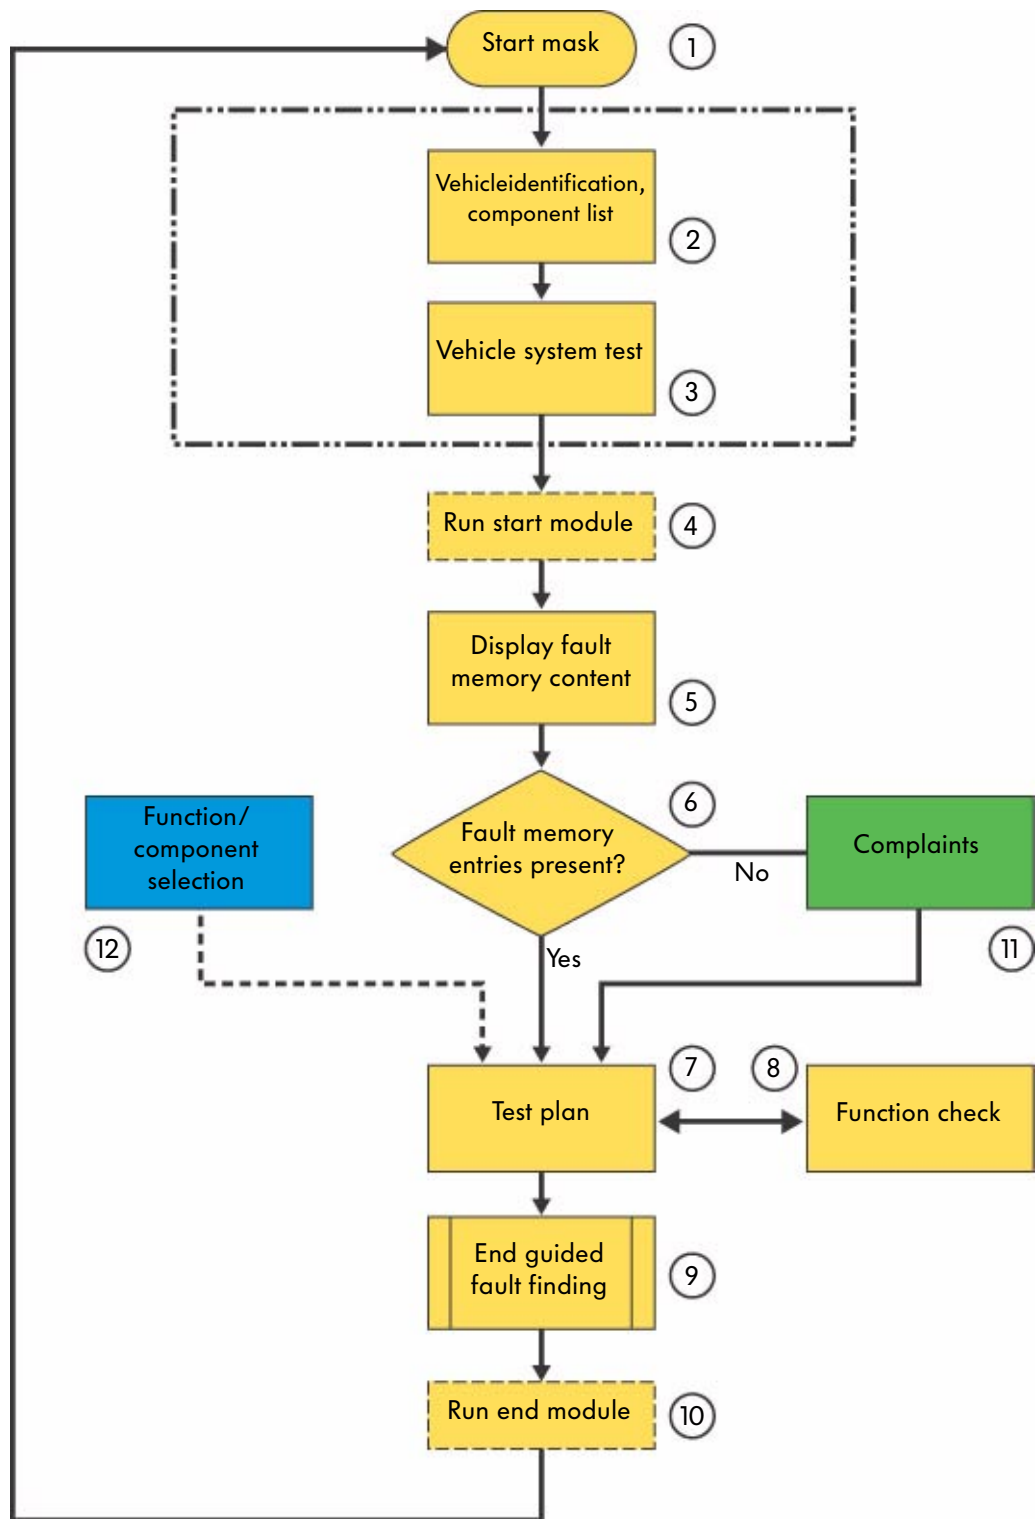 Start mask
1
Vehicleidentification,
component list
2
Vehicle system test
3
Run start module
4
Display fault
memory content
5
Fault memory
entries present?
6
No
Yes
Complaints
11
Function/
component
selection
12
Test plan
7
8
Function check
End guided
fault finding
9
Run end module
10